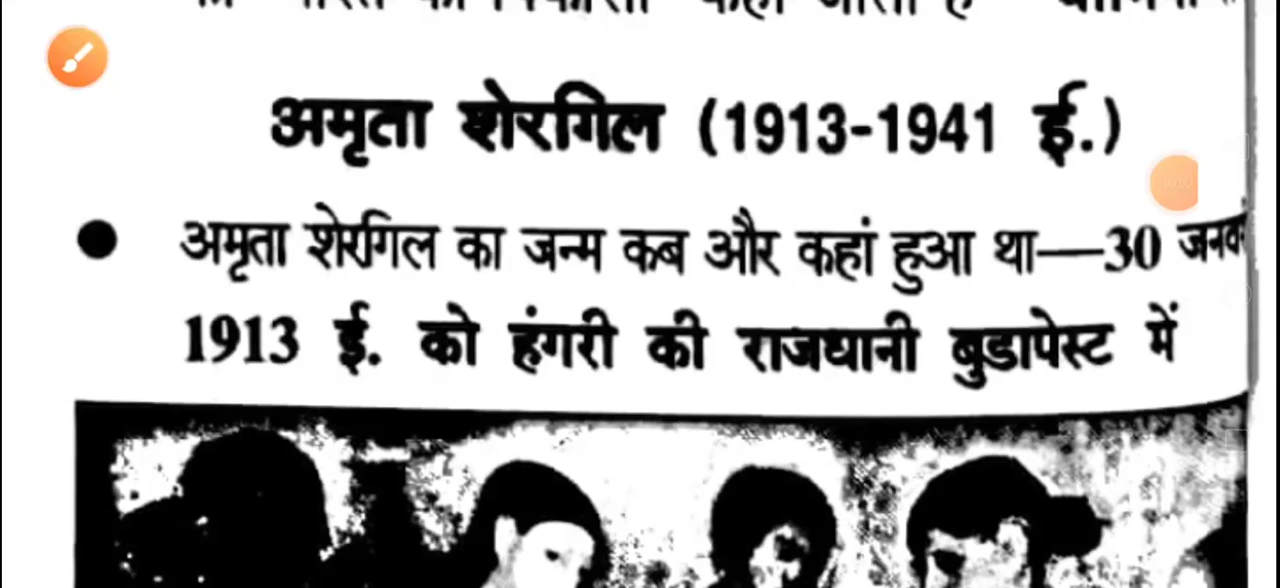 अमृता शेरगिल (1913-1941 ई.)
● अमृता शेरगिल का जन्म कब और कहां हुआ था—30
1913 ई. को हंगरी की राजधानी बुडापेस्ट में